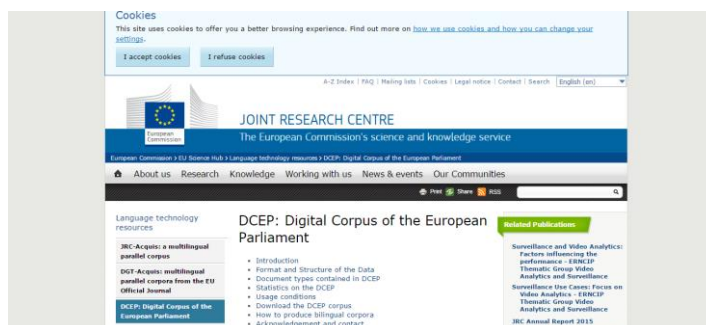 Cookies
This site uses cookies to offer you a better browsing experience. Find out more on how we use cookies and how you can change your
settings.
I accept cookies
I refuse cookies
A-Z Index | FAQ | Mailing lists | Cookies | Legal notice | Contact | Search
English (en)
European
Commission
JOINT RESEARCH CENTRE
The European Commission's science and knowledge service
European Commission > EU Science Hub > Language technology resources > DCEP: Digital Corpus of the European Parliament
About us Research Knowledge Working with us News & events Our Communities
Print Share RSS
Language technology
resources
JRC-Acquis: a multilingual
parallel corpus
DGT-Acquis: multilingual
parallel corpora from the EU
Official Journal
DCEP: Digital Corpus of the
European Parliament
DCEP: Digital Corpus of the European
Parliament
Introduction
Format and Structure of the Data
Document types contained in DCEP
Statistics on the DCEP
Usage conditions
Download the DCEP corpus
How to produce bilingual corpora
Acknowledgement and contact
Related Publications
Surveillance and Video Analytics:
Factors influencing the
performance - ERNCIP
Thematic Group Video
Analytics and Surveillance
Surveillance Use Cases: Focus on
Video Analytics - ERNCIP
Thematic Group Video
Analytics and Surveillance
JRC Annual Report 2015